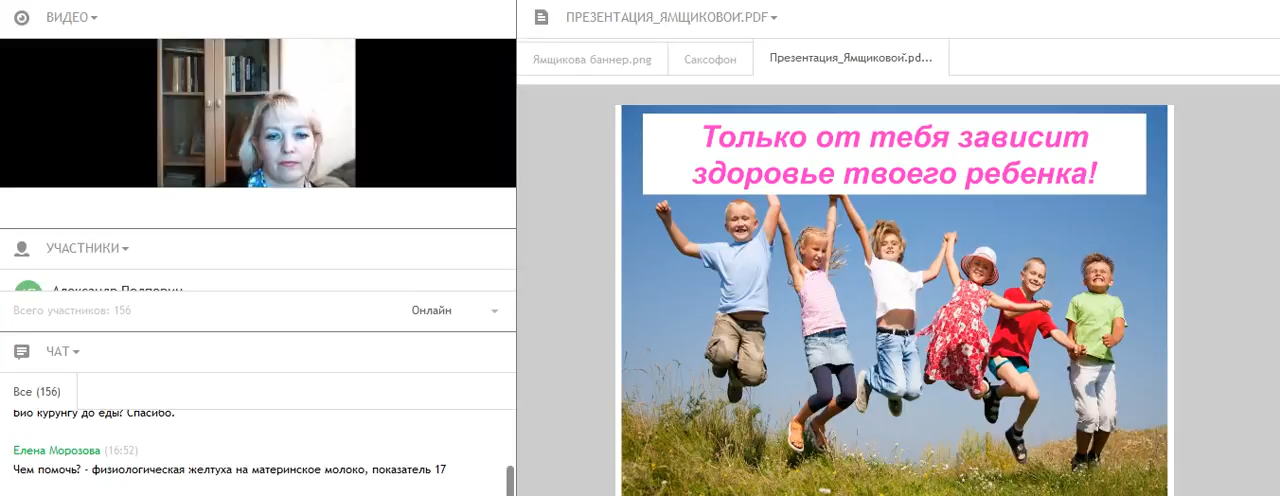 ВИДЕО
УЧАСТНИКИ
Всего участников: 156
Онлайн
ЧАТ
Все (156)
Био курунгу до еды? Спасибо.
Елена Морозова (16:52)
Чем помочь? - физиологическая желтуха на материнское молоко, показатель 17
ПРЕЗЕНТАЦИЯ_ЯМЩИКОВОЙ.PDF
Ямщикова баннер.png
Саксофон
Презентация_Ямщиковой.pd...
Только от тебя зависит
здоровье твоего ребенка!